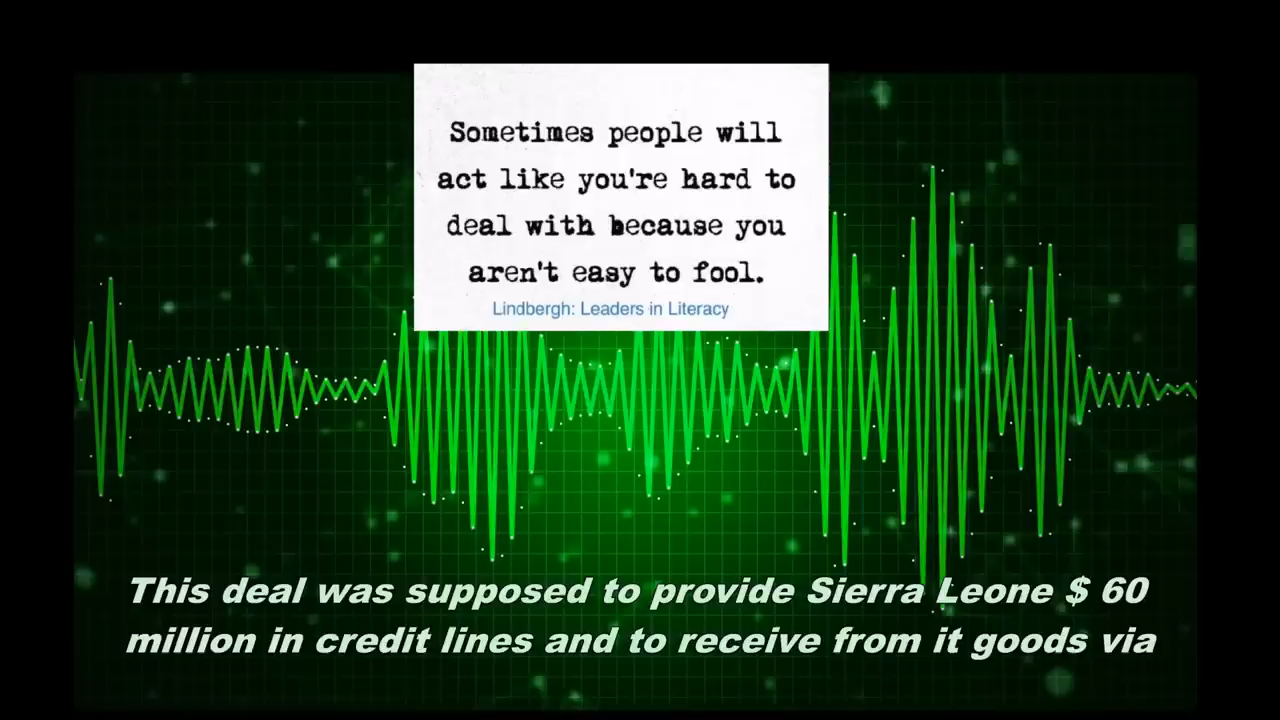 Sometimes people will
act like you're hard to
deal with because you
aren't easy to fool.
Lindbergh: Leaders in Literacy
This deal was supposed to provide Sierra Leone $ 60
million in credit lines and to receive from it goods via